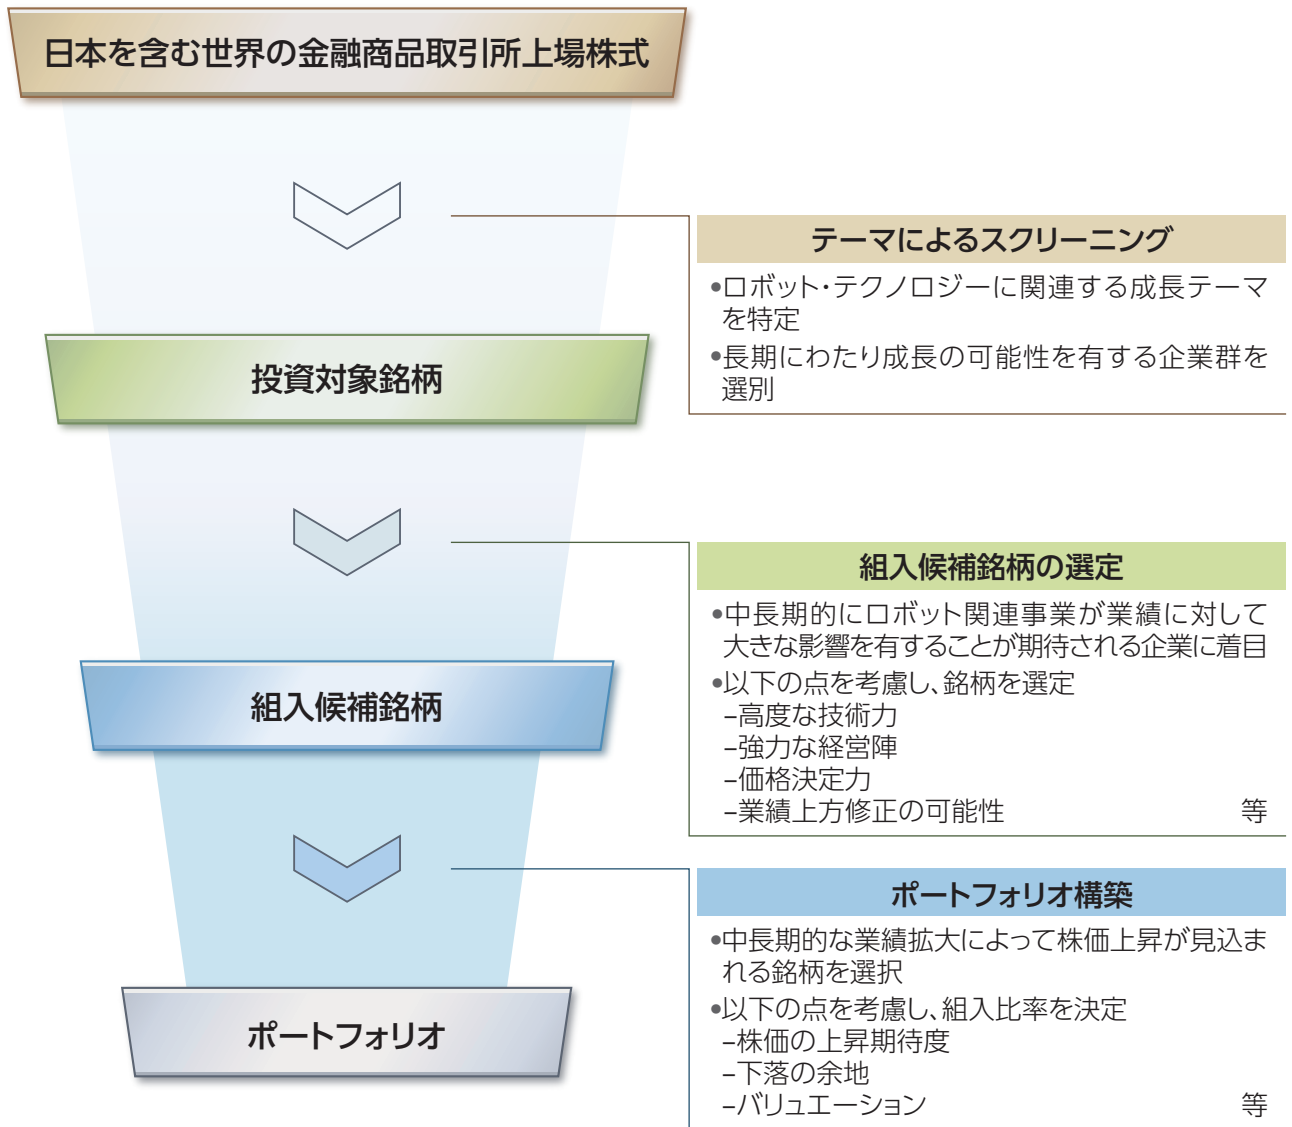 日本を含む世界の金融商品取引所上場株式
テーマによるスクリーニング
•ロボット・テクノロジーに関連する成長テーマ
を特定
•長期にわたり成長の可能性を有する企業群を
選別
投資対象銘柄
組入候補銘柄の選定
•中長期的にロボット関連事業が業績に対して
大きな影響を有することが期待される企業に着目
•以下の点を考慮し、銘柄を選定
–高度な技術力
–強力な経営陣
–価格決定力
–業績上方修正の可能性 等
組入候補銘柄
ポートフォリオ構築
•中長期的な業績拡大によって株価上昇が見込ま
れる銘柄を選択
•以下の点を考慮し、組入比率を決定
–株価の上昇期待度
–下落の余地
–バリュエーション 等
ポートフォリオ